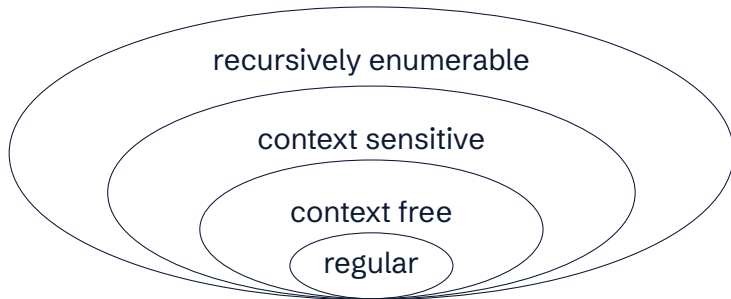 recursively enumerable
context sensitive
context free
regular